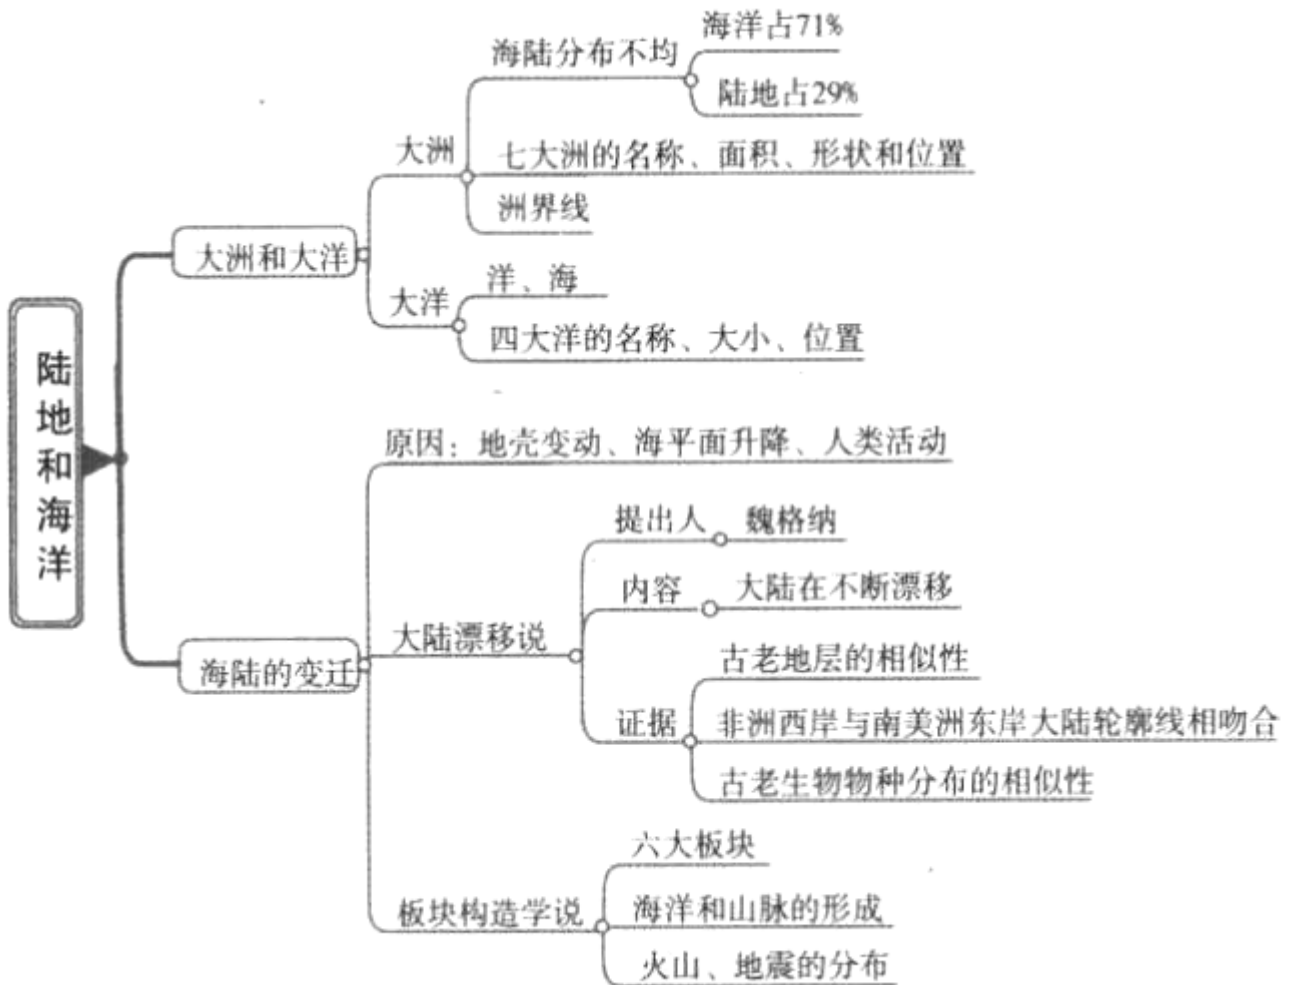 海洋占71%
海陆分布不均
陆地占29%
大洲
七大洲的名称、面积、形状和位置
洲界线
大洲和大洋
洋、海
大洋
四大洋的名称、大小、位置
陆地和海洋
原因：地壳变动、海平面升降、人类活动
提出人
魏格纳
内容
大陆在不断漂移
大陆漂移说
古老地层的相似性
海陆的变迁
证据
非洲西岸与南美洲东岸大陆轮廓线相吻合
古老生物物种分布的相似性
六大板块
板块构造学说
海洋和山脉的形成
火山、地震的分布